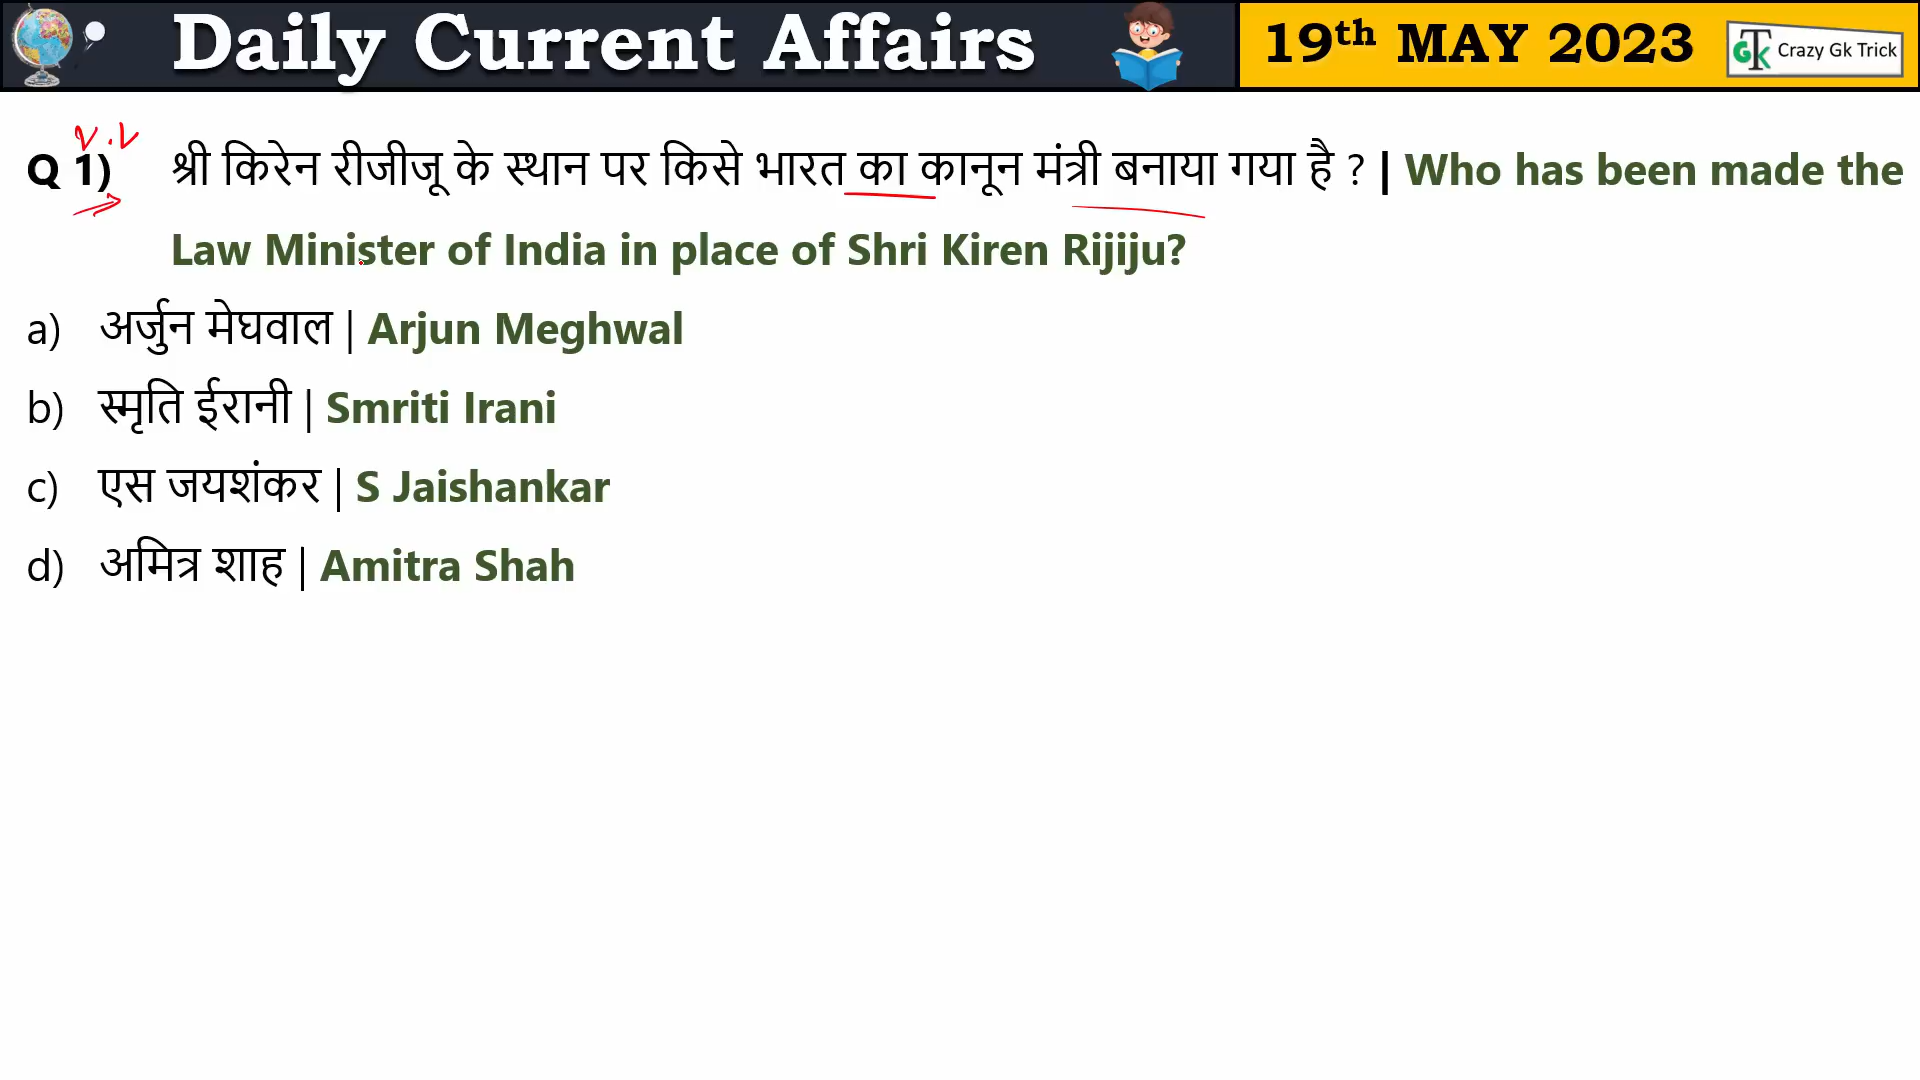 Daily Current Affairs
19th MAY 2023
GTK Crazy Gk Trick
V.V
Q 1) श्री किरेन रीजीजू के स्थान पर किसे भारत का कानून मंत्री बनाया गया है ? | Who has been made the
Law Minister of India in place of Shri Kiren Rijiju?
a) अर्जुन मेघवाल | Arjun Meghwal
b) स्मृति ईरानी | Smriti Irani
c) एस जयशंकर | S Jaishankar
d) अमित्र शाह | Amitra Shah